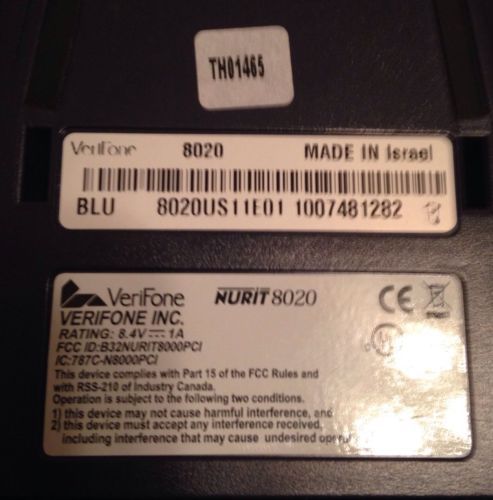 TH01465
VeriFone 8020 MADE IN Israel
BLU 8020US11E01 1007481282
VeriFone NURIT 8020
VERIFONE INC.
RATING: 8.4V⎓1A
FCC ID:B32NURIT8000PCI
IC:787C-N8000PCI
This device complies with Part 15 of the FCC Rules and
with RSS-210 of Industry Canada.
Operation is subject to the following two conditions.
1) this device may not cause harmful interference, and
2) this device must accept any interference received,
including interference that may cause undesired
CE